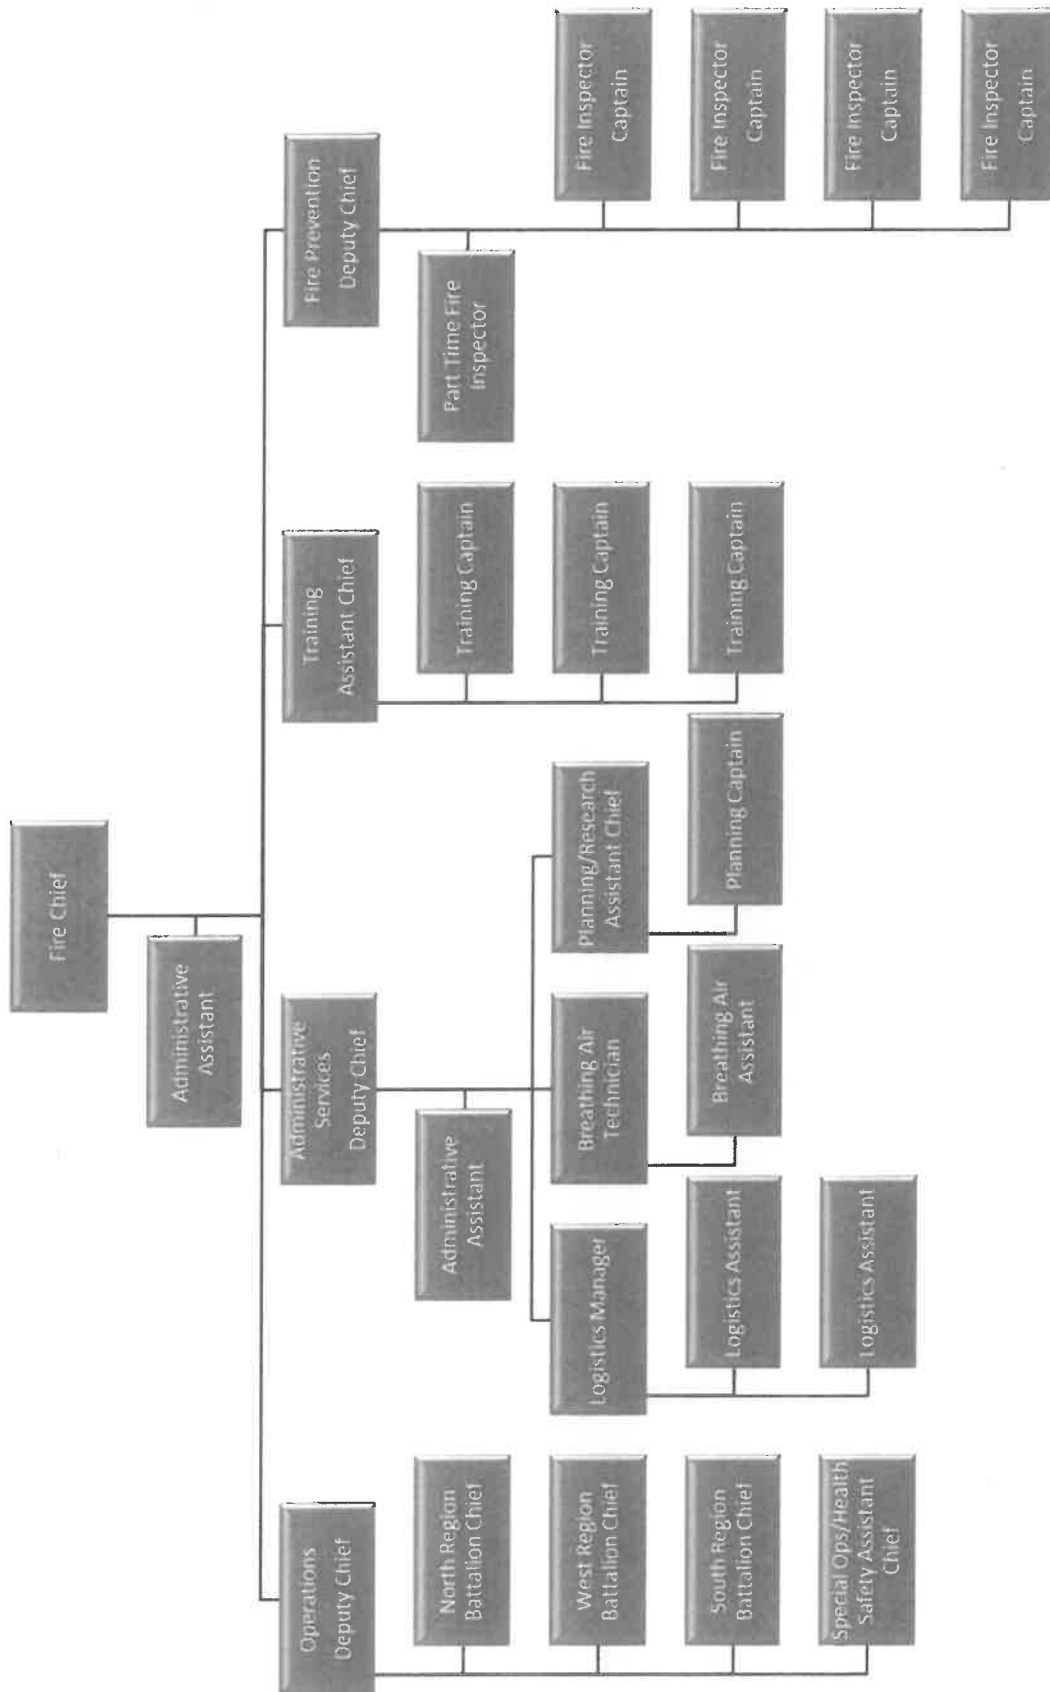 Fire Chief
Administrative
Assistant
Operations
Deputy Chief
North Region
Battalion Chief
West Region
Battalion Chief
South Region
Battalion Chief
Special Ops/Health
Safety Assistant
Chief
Administrative
Services
Deputy Chief
Administrative
Assistant
Logistics Manager
Logistics Assistant
Logistics Assistant
Breathing Air
Technician
Breathing Air
Assistant
Planning/Research
Assistant Chief
Planning Captain
Training
Assistant Chief
Training Captain
Training Captain
Training Captain
Fire Prevention
Deputy Chief
Part Time Fire
Inspector
Fire Inspector
Captain
Fire Inspector
Captain
Fire Inspector
Captain
Fire Inspector
Captain